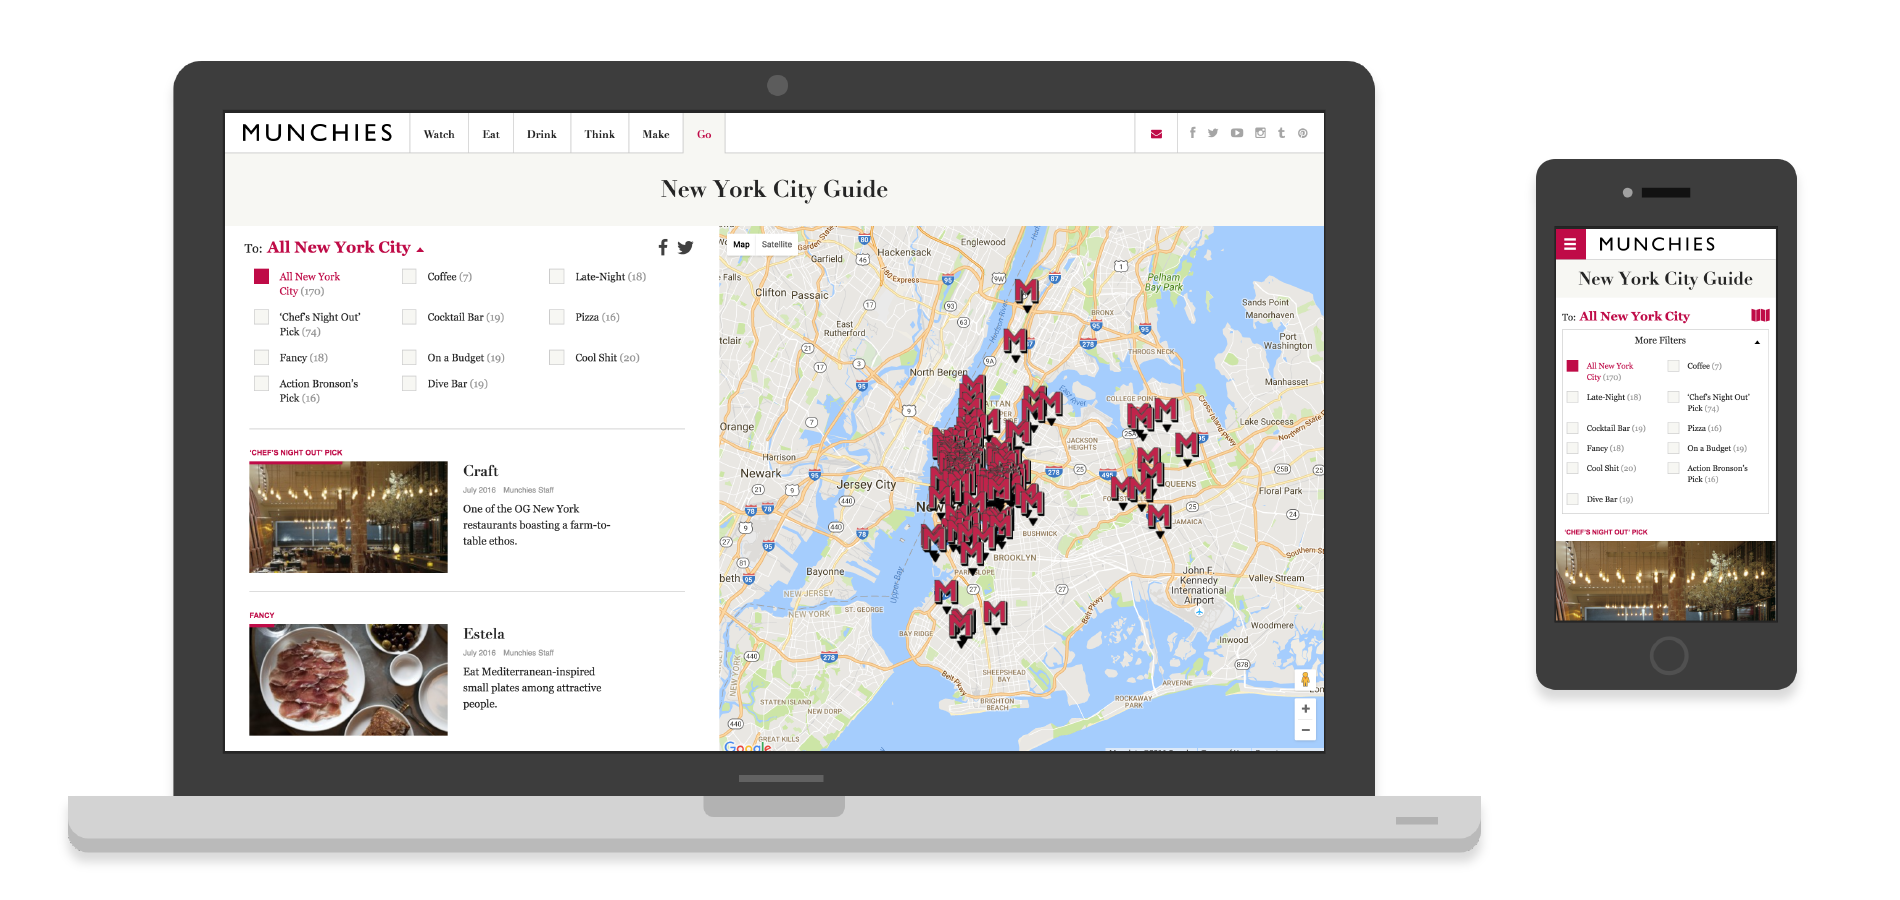 MUNCHIES
Watch
Eat
Drink
Think
Make
Go
New York City Guide
To: All New York City
All New York
City (170)
Coffee (7)
Late-Night (18)
'Chef's Night Out'
Pick (74)
Cocktail Bar (19)
Pizza (16)
Fancy (18)
On a Budget (19)
Cool Shit (20)
Action Bronson's
Pick (16)
Dive Bar (19)
'CHEF'S NIGHT OUT' PICK
Craft
July 2016 Munchies Staff
One of the OG New York
restaurants boasting a farm-to-
table ethos.
FANCY
Estela
July 2016 Munchies Staff
Eat Mediterranean-inspired
small plates among attractive
people.
Map
Satellite
Englewood
Hackensack
Garfield
Clifton
Passaic
East
Rutherford
North Bergen
Pelham
Bay Park
Sands Point
Manorhaven
BRONX
Port
Washington
THROGS NECK
Manhasset
COLLEGE POINT
Lake Success
Orange
Harrison
Newark
Jersey City
JACKSON
HEIGHTS
QUEENS
Floral Park
JAMAICA
BUSHWICK
BROOKLYN
Bayonne
NEW JERSEY
NEW YORK
ST. GEORGE
Upper Bay
BAY RIDGE
John F.
Kennedy
International
Airport
Valley Stream
Woodmere
Inwood
SHEEPSHEAD
BAY
BRIGHTON
BEACH
ARVERNE
ROCKAWAY
PARK
STATEN ISLAND
NEW DORP
GREAT KILLS
Belt Pkwy
Belt Pkwy
Google
MUNCHIES
New York City Guide
To: All New York City
More Filters
All New York
City (170)
Coffee (7)
Late-Night (18)
'Chef's Night Out'
Pick (74)
Cocktail Bar (19)
Pizza (16)
Fancy (18)
On a Budget (19)
Cool Shit (20)
Action Bronson's
Pick (16)
Dive Bar (19)
'CHEF'S NIGHT OUT' PICK